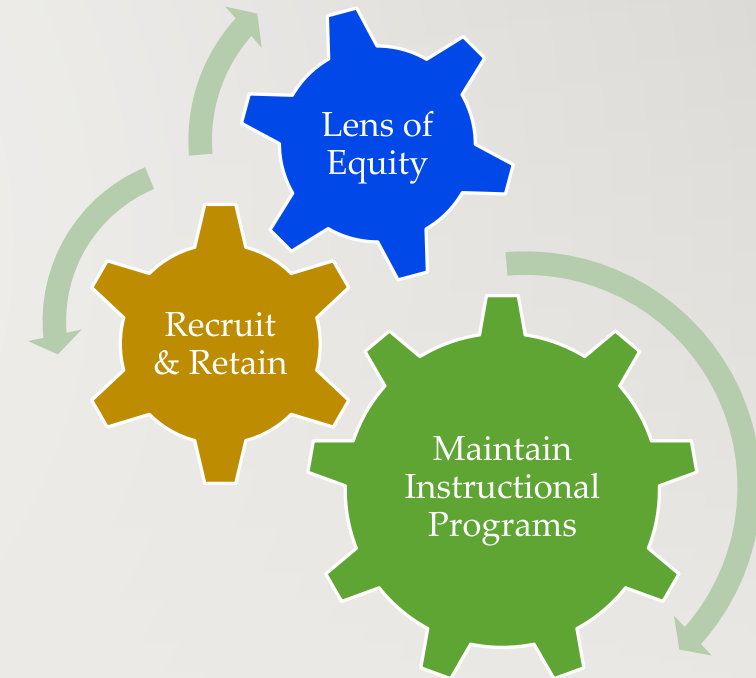 Lens of
Equity
Recruit
& Retain
Maintain
Instructional
Programs